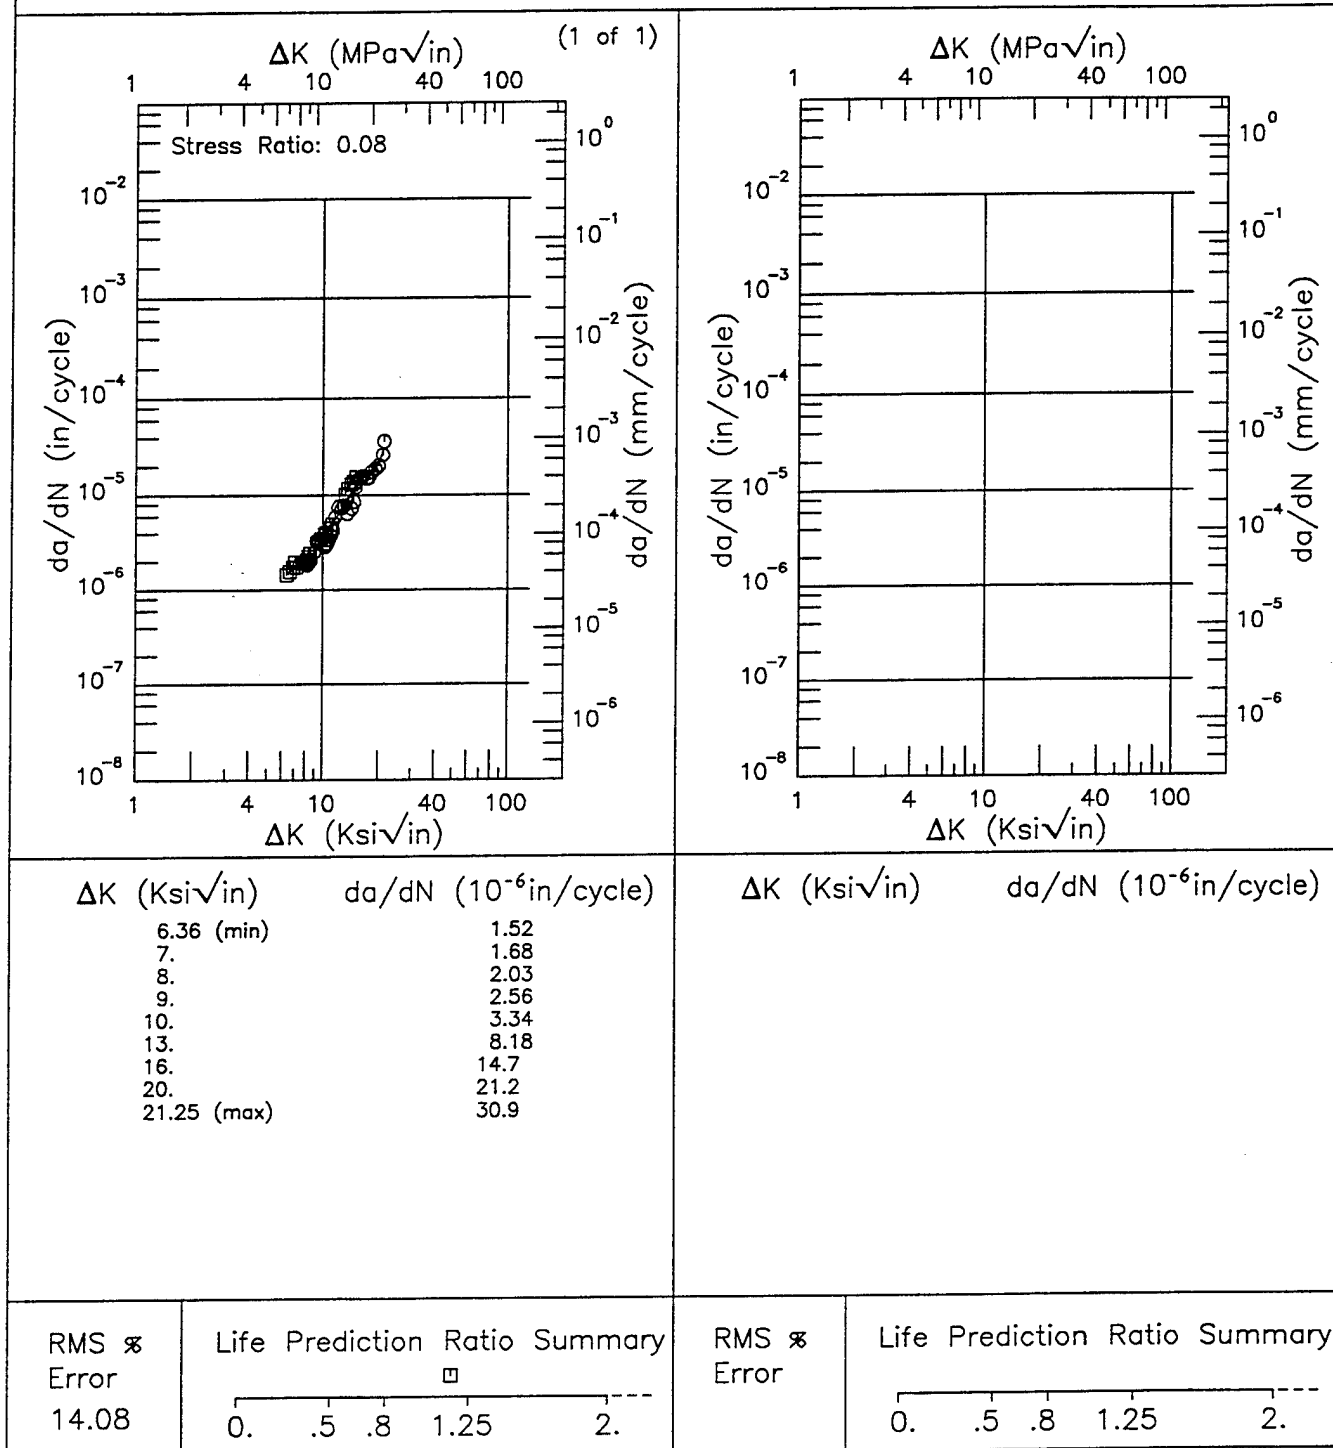 (1 of 1)
ΔK (MPa√in)
1 4 10 40 100
Stress Ratio: 0.08
da/dN (in/cycle)
10⁻²
10⁻³
10⁻⁴
10⁻⁵
10⁻⁶
10⁻⁷
10⁻⁸
da/dN (mm/cycle)
10⁰
10⁻¹
10⁻²
10⁻³
10⁻⁴
10⁻⁵
10⁻⁶
1 4 10 40 100
ΔK (Ksi√in)
ΔK (MPa√in)
1 4 10 40 100
da/dN (in/cycle)
10⁻²
10⁻³
10⁻⁴
10⁻⁵
10⁻⁶
10⁻⁷
10⁻⁸
da/dN (mm/cycle)
10⁰
10⁻¹
10⁻²
10⁻³
10⁻⁴
10⁻⁵
10⁻⁶
1 4 10 40 100
ΔK (Ksi√in)
ΔK (Ksi√in) da/dN (10⁻⁶in/cycle)
6.36 (min) 1.52
7. 1.68
8. 2.03
9. 2.56
10. 3.34
13. 8.18
16. 14.7
20. 21.2
21.25 (max) 30.9
ΔK (Ksi√in) da/dN (10⁻⁶in/cycle)
RMS %
Error
14.08
Life Prediction Ratio Summary
0. .5 .8 1.25 2.
RMS %
Error
Life Prediction Ratio Summary
0. .5 .8 1.25 2.